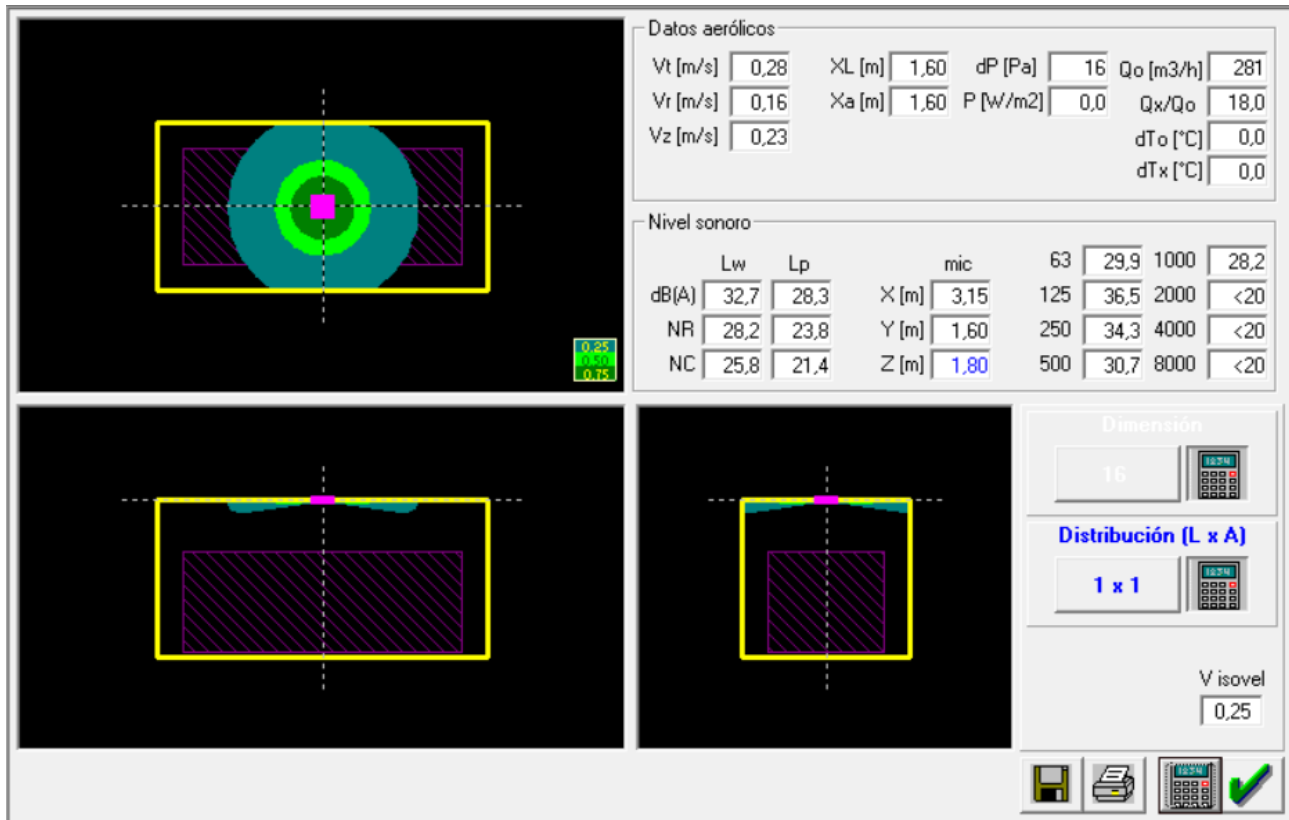 Datos aerólicos
Vt [m/s] 0,28 XL [m] 1,60 dP [Pa] 16 Qo [m3/h] 281
Vr [m/s] 0,16 Xa [m] 1,60 P [W/m2] 0,0 Qx/Qo 18,0
Vz [m/s] 0,23 dTo [°C] 0,0
dTx [°C] 0,0
Nivel sonoro
Lw Lp mic 63 29,9 1000 28,2
dB(A) 32,7 28,3 X [m] 3,15 125 36,5 2000 <20
NR 28,2 23,8 Y [m] 1,60 250 34,3 4000 <20
NC 25,8 21,4 Z [m] 1,80 500 30,7 8000 <20
0,25
0,50
0,75
Dimensión
16
Distribución (L x A)
1 x 1
V isovel
0,25